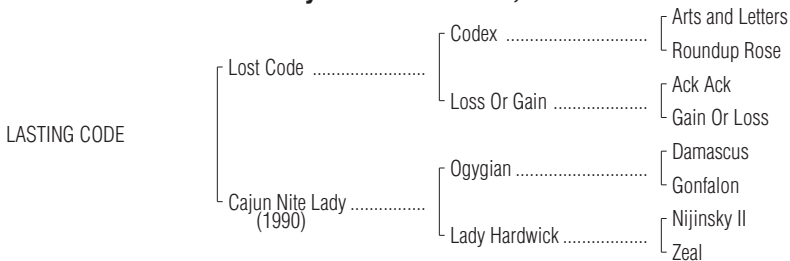 Arts and Letters
Codex ................................
Roundup Rose
Lost Code .........................
Ack Ack
Loss Or Gain .....................
Gain Or Loss
LASTING CODE
Damascus
Ogygian .............................
Gonfalon
Cajun Nite Lady .................
(1990)
Nijinsky II
Lady Hardwick ...................
Zeal